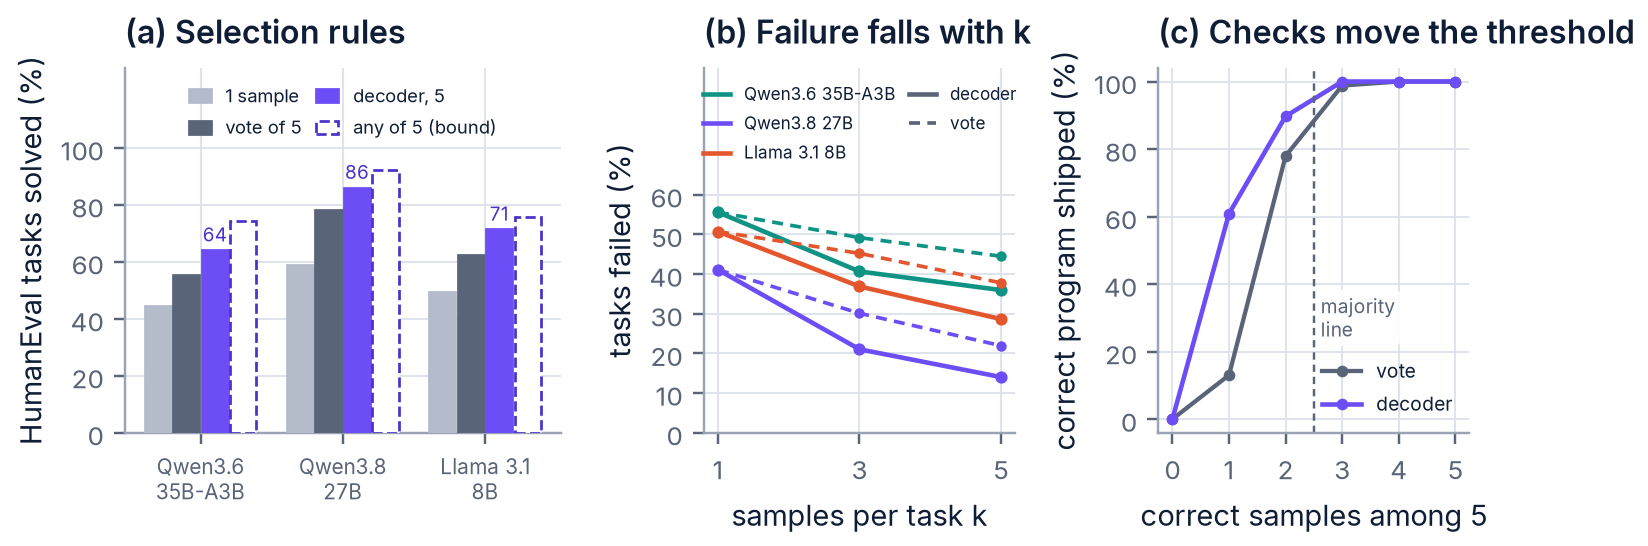 (a) Selection rules
HumanEval tasks solved (%)
1 sample
decoder, 5
vote of 5
any of 5 (bound)
100
80
60
40
20
0
64
86
71
Qwen3.6
35B-A3B
Qwen3.8
27B
Llama 3.1
8B
(b) Failure falls with k
tasks failed (%)
Qwen3.6 35B-A3B
Qwen3.8 27B
Llama 3.1 8B
decoder
vote
60
50
40
30
20
10
0
1
3
5
samples per task k
(c) Checks move the threshold
correct program shipped (%)
100
80
60
40
20
0
majority
line
vote
decoder
0
1
2
3
4
5
correct samples among 5